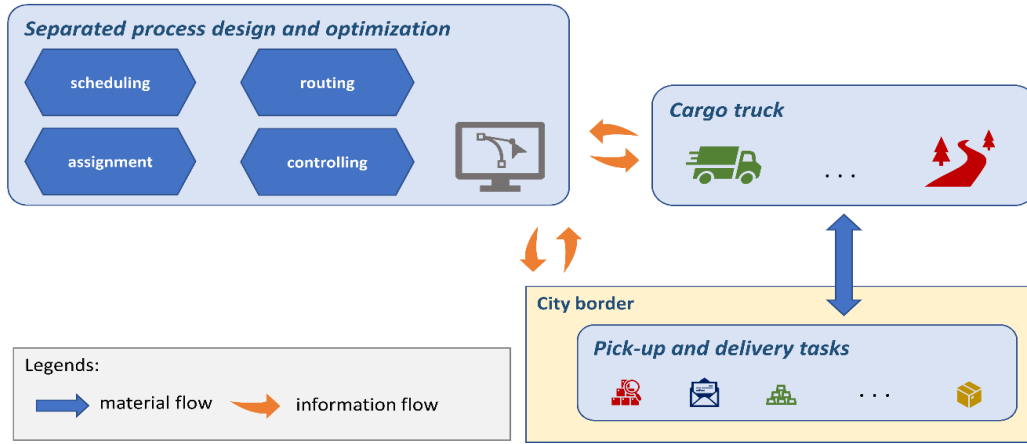 Separated process design and optimization
scheduling
routing
assignment
controlling
Cargo truck
. . .
City border
Pick-up and delivery tasks
. . .
Legends:
material flow
information flow